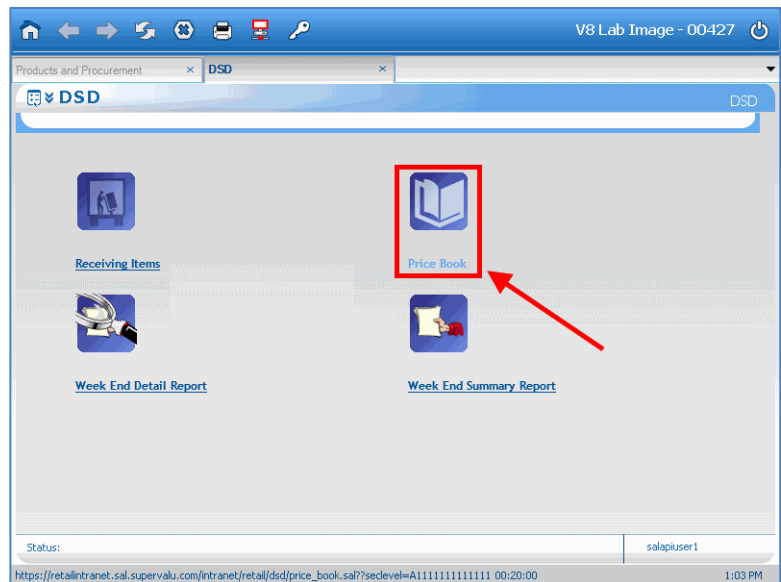 V8 Lab Image - 00427
Products and Procurement × DSD ×
DSD DSD
Receiving Items Price Book
Week End Detail Report Week End Summary Report
Status: salapiuser1
https://retailintranet.sal.supervalu.com/intranet/retail/dsd/price_book.sal??seclevel=A1111111111111 00:20:00 1:03 PM